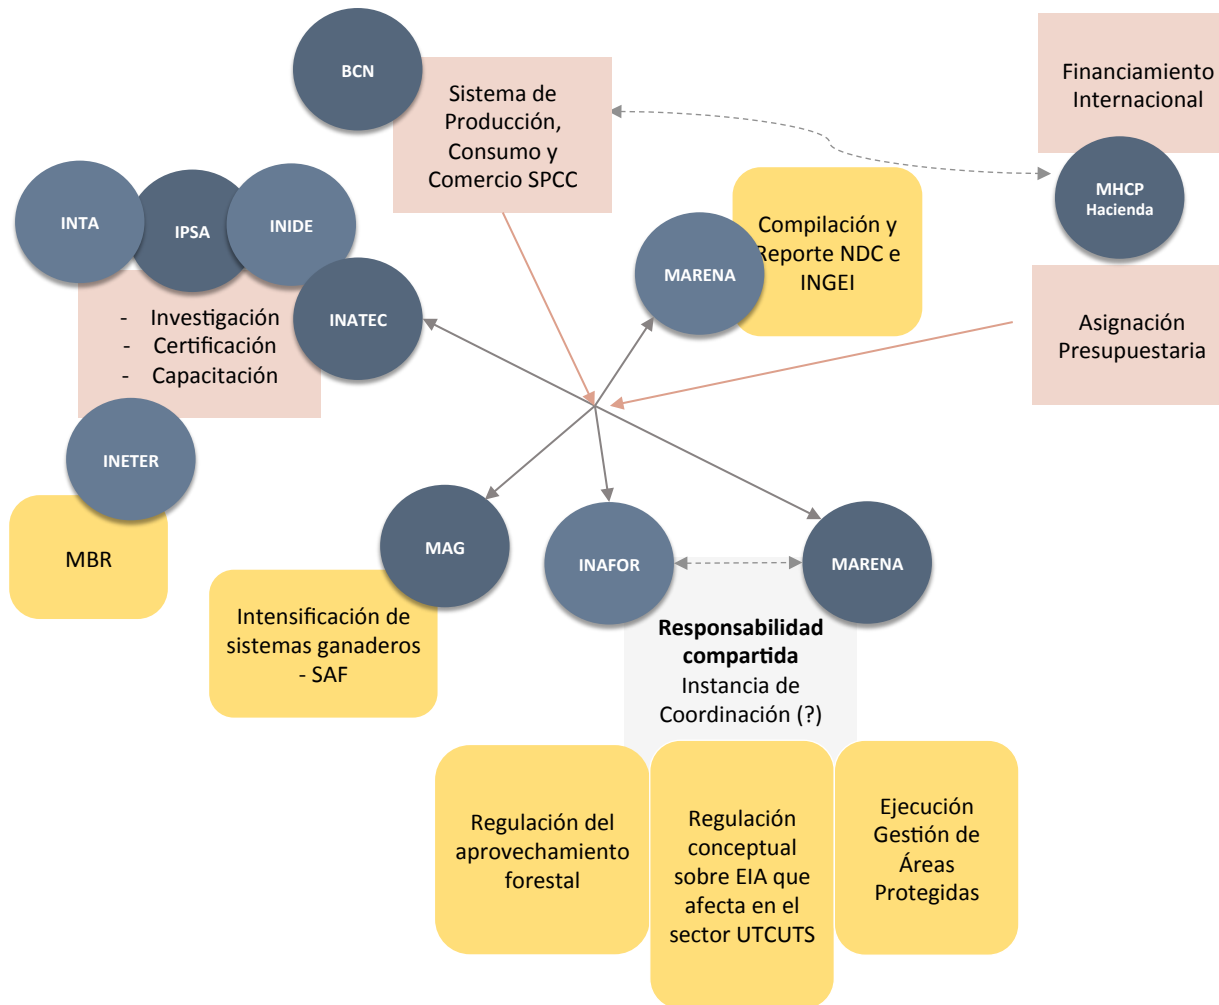 BCN
Sistema de
Producción,
Consumo y
Comercio SPCC
Financiamiento
Internacional
MHCP
Hacienda
Asignación
Presupuestaria
INTA
IPSA
INIDE
INATEC
- Investigación
- Certificación
- Capacitación
MARENA
Compilación y
Reporte NDC e
INGEI
INETER
MBR
MAG
Intensificación de
sistemas ganaderos
- SAF
INAFOR
MARENA
Responsabilidad
compartida
Instancia de
Coordinación (?)
Regulación del
aprovechamiento
forestal
Regulación
conceptual
sobre EIA que
afecta en el
sector UTCUTS
Ejecución
Gestión de
Áreas
Protegidas